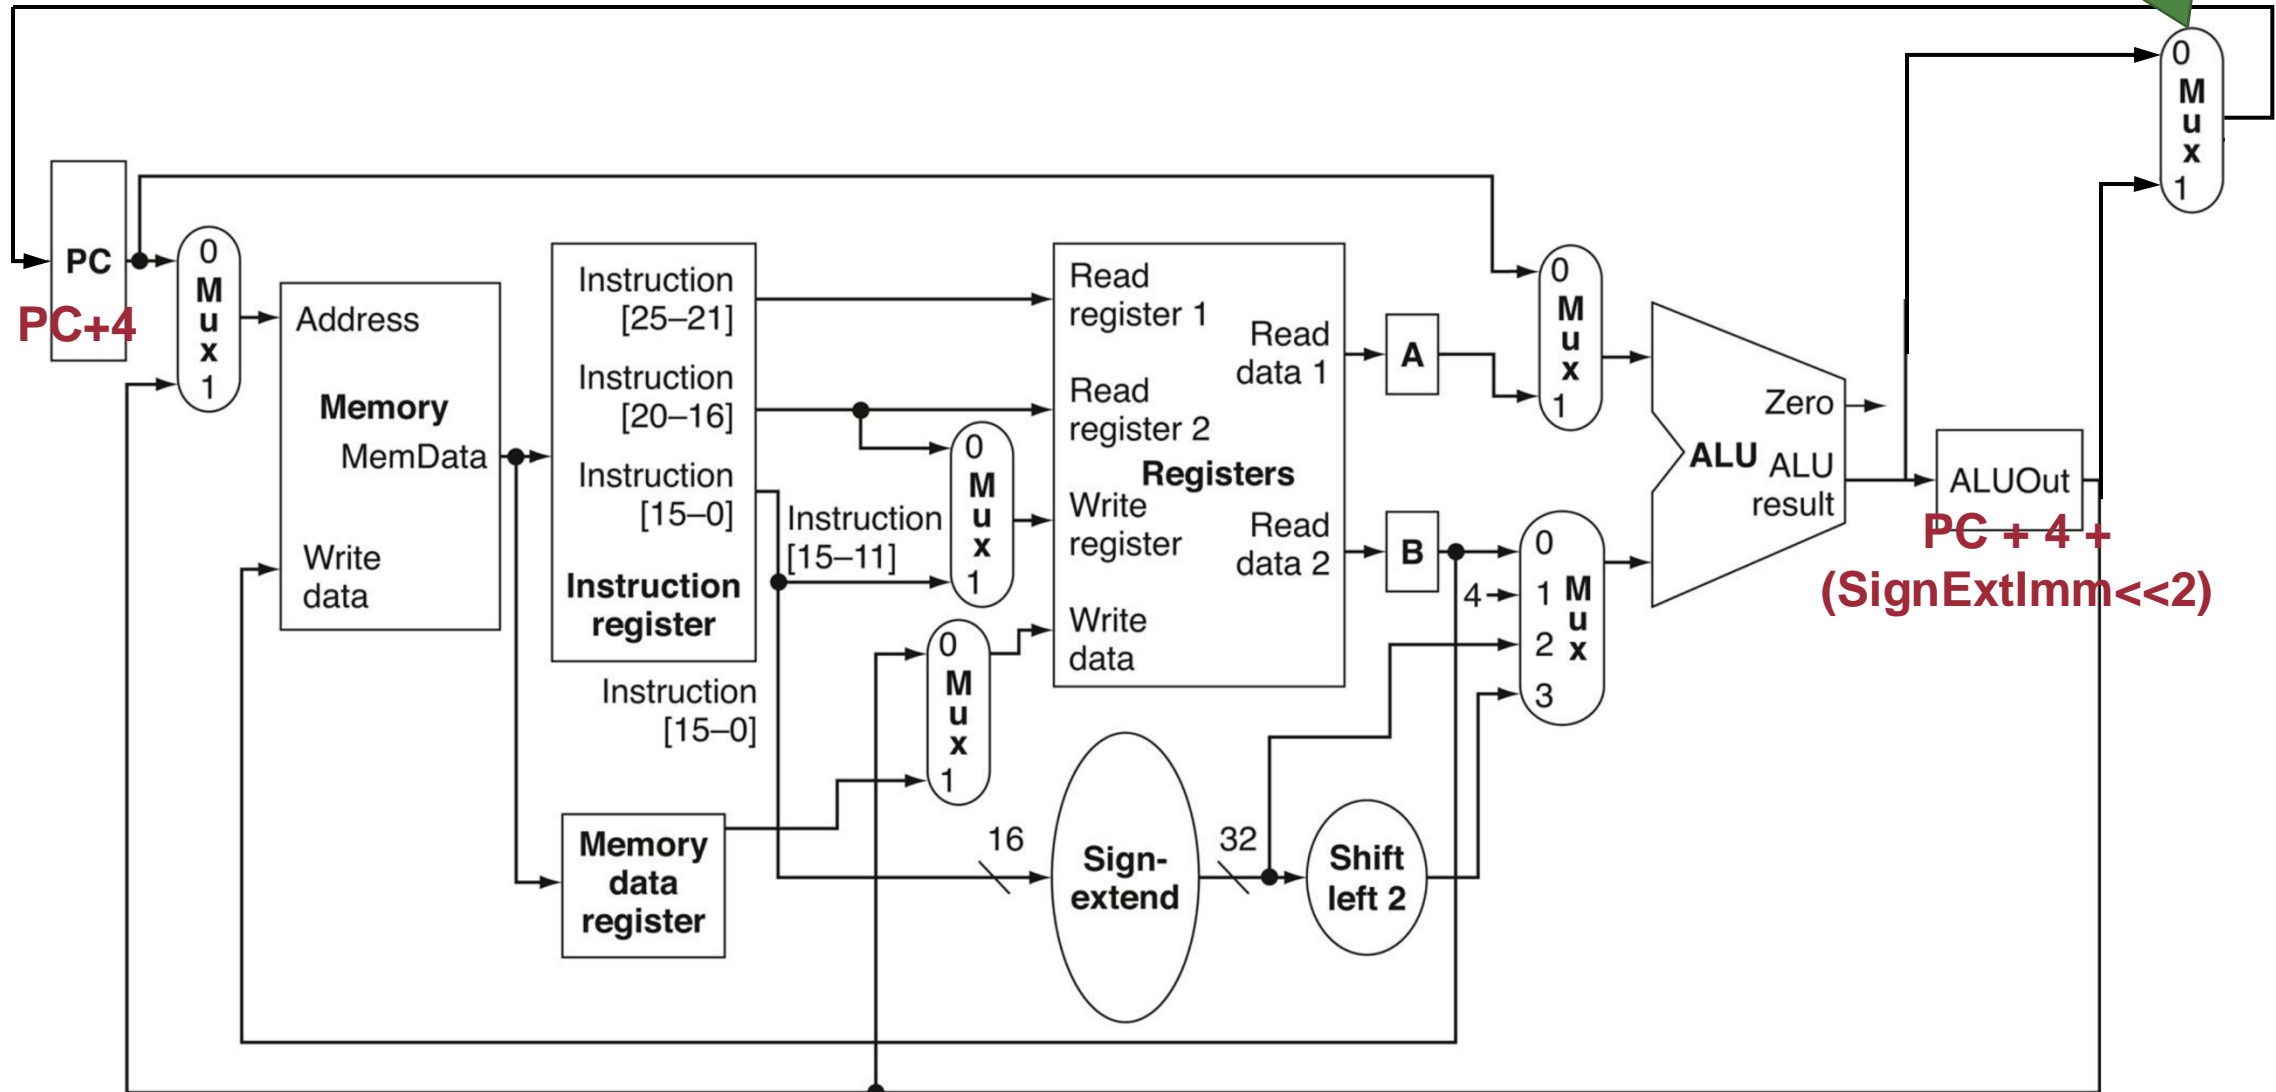 PC
PC+4
0
M
u
x
1
Address
Memory
MemData
Write
data
Instruction
[25–21]
Instruction
[20–16]
Instruction
[15–0]
Instruction
register
Instruction
[15–0]
Memory
data
register
Instruction
[15–11]
0
M
u
x
1
0
M
u
x
1
Read
register 1
Read
register 2
Write
register
Write
data
Registers
Read
data 1
Read
data 2
16
Sign-
extend
32
Shift
left 2
A
B
4
0
M
u
x
1
0
1
2
3
M
u
x
ALU
Zero
ALU
result
ALUOut
PC + 4 +
(SignExtImm<<2)
0
M
u
x
1